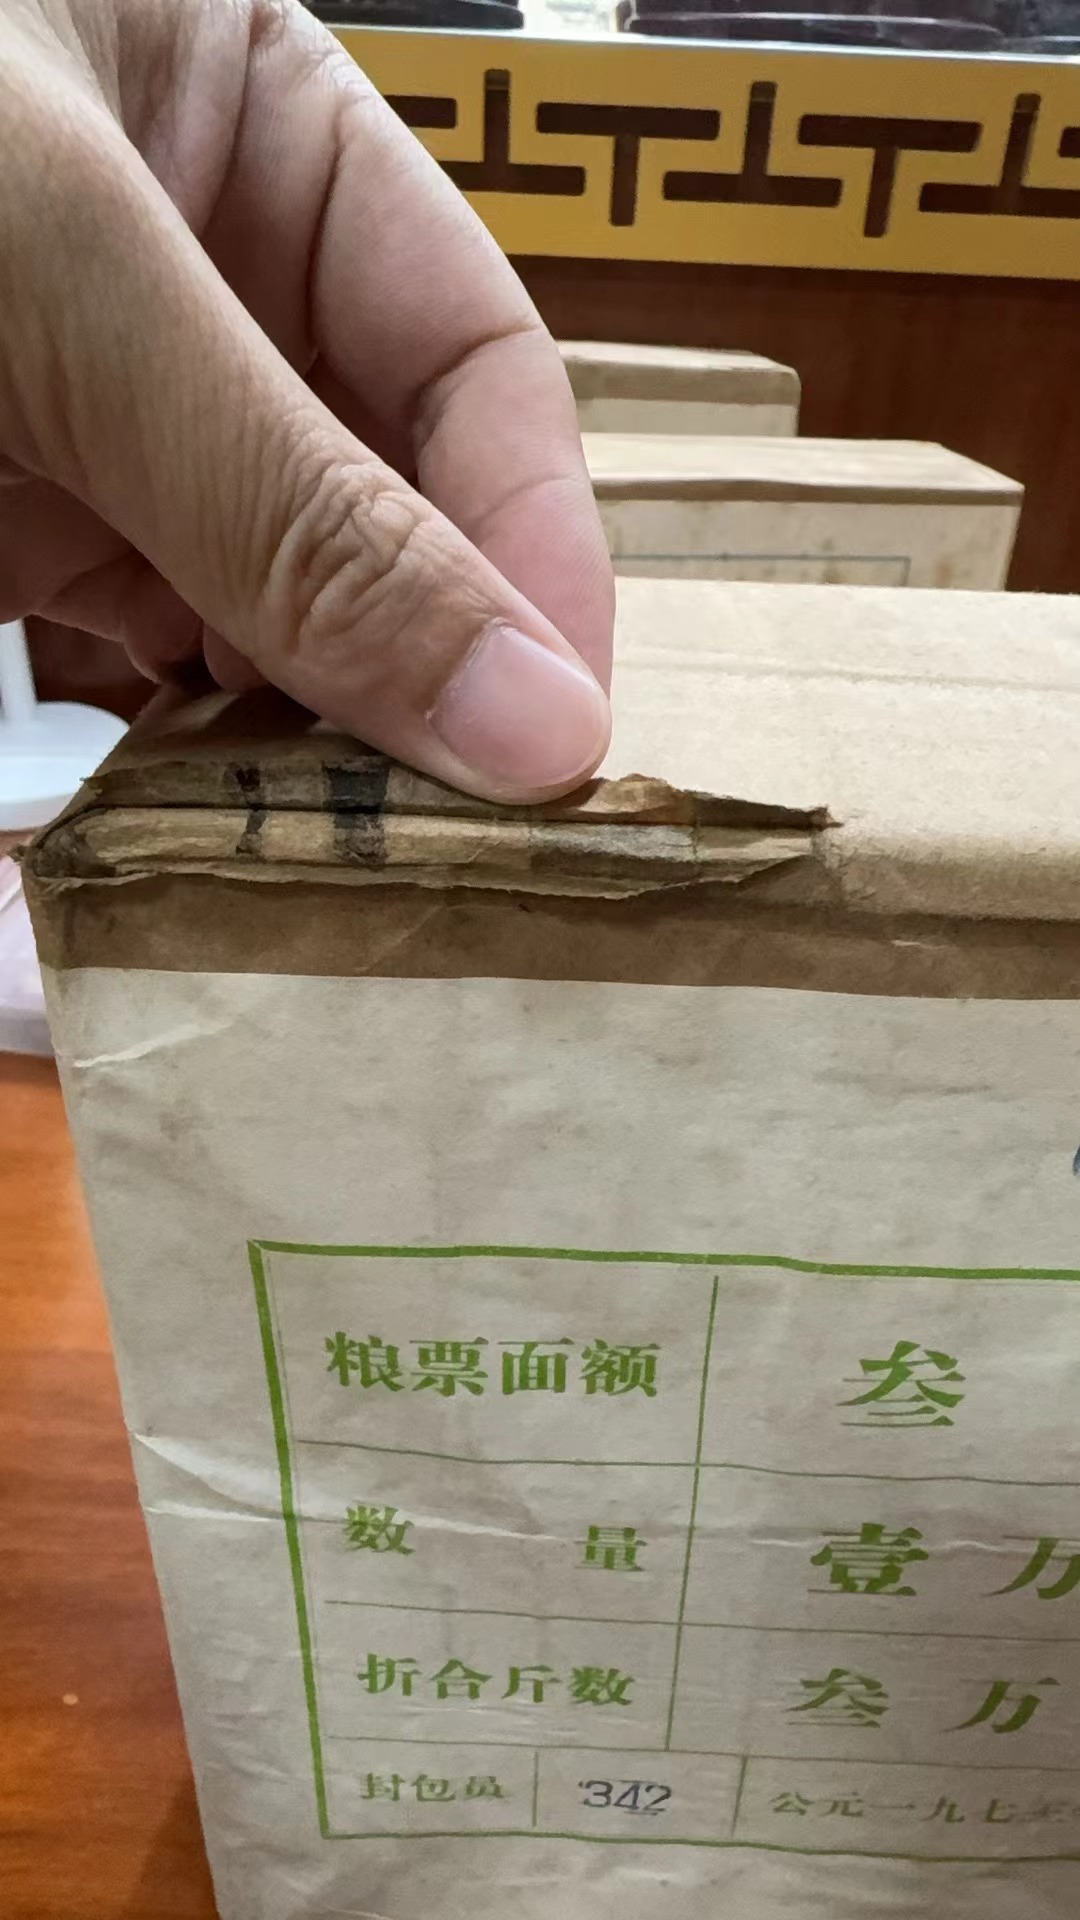 粮票面额 叁
数量 壹万
折合斤数 叁万
封包员 342 公元一九七